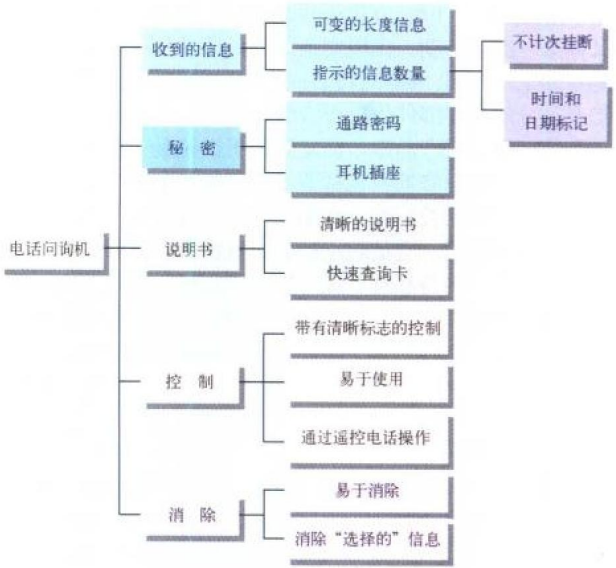 电话问询机
收到的信息
可变的长度信息
指示的信息数量
不计次挂断
时间和
日期标记
秘 密
通路密码
耳机插座
说明书
清晰的说明书
快速查询卡
控 制
带有清晰标志的控制
易于使用
通过遥控电话操作
消 除
易于消除
消除“选择的”信息